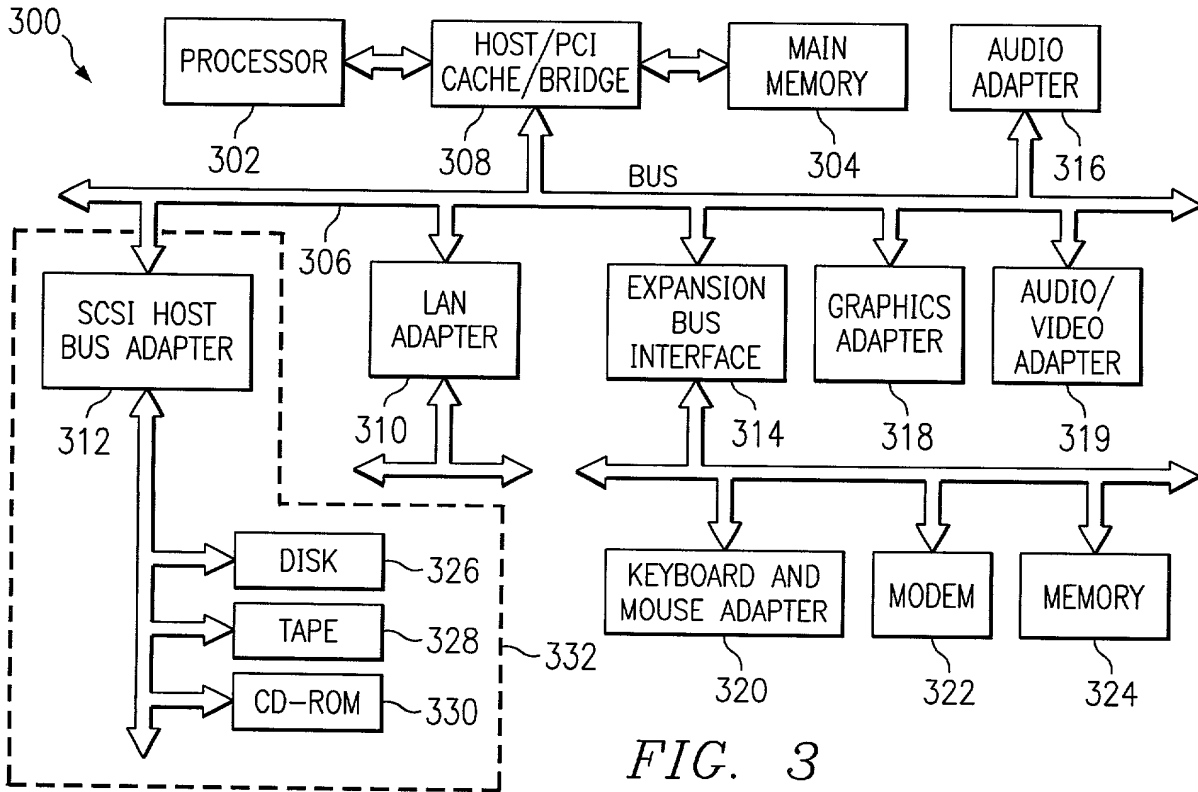 300
PROCESSOR
HOST/PCI
CACHE/BRIDGE
MAIN
MEMORY
AUDIO
ADAPTER
302
308
304
316
BUS
306
SCSI HOST
BUS ADAPTER
LAN
ADAPTER
EXPANSION
BUS
INTERFACE
GRAPHICS
ADAPTER
AUDIO/
VIDEO
ADAPTER
312
310
314
318
319
DISK
326
TAPE
328
CD-ROM
330
332
KEYBOARD AND
MOUSE ADAPTER
MODEM
MEMORY
320
322
324
FIG. 3